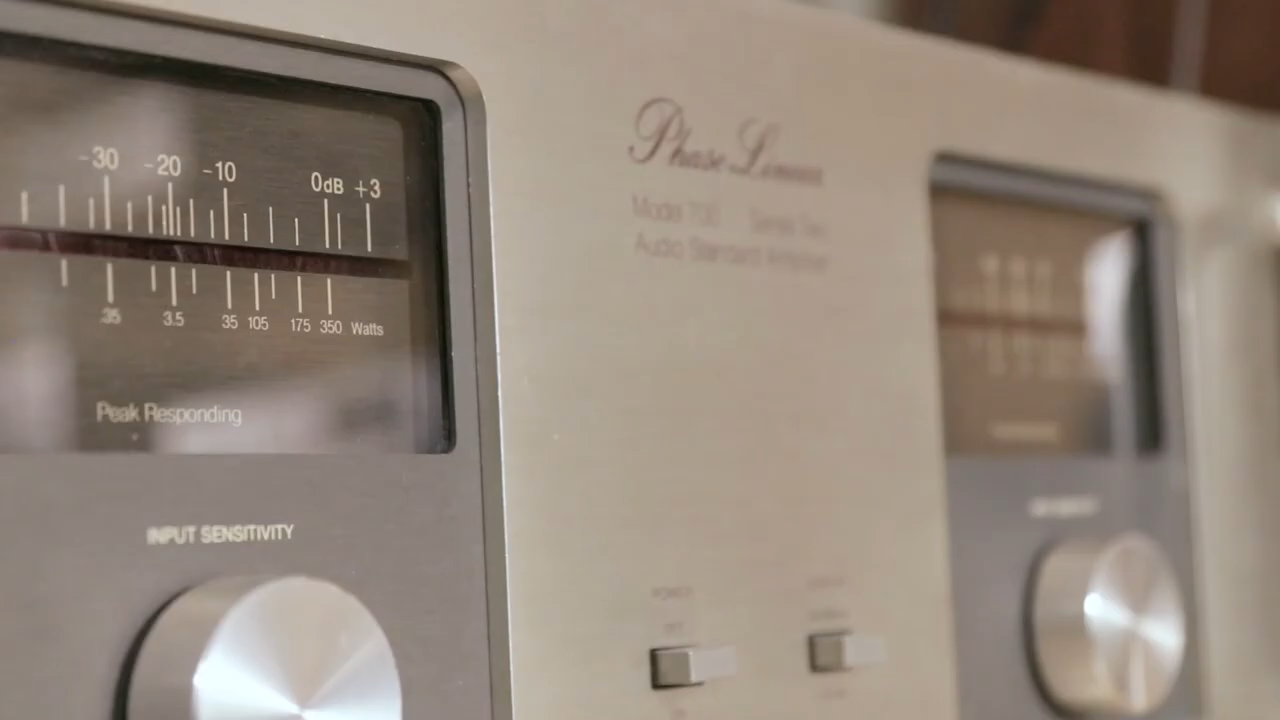 -30 -20 -10 0dB +3
.35 3.5 35 105 175 350 Watts
Peak Responding
INPUT SENSITIVITY
Phase Linear
Model 700 Series Two
Audio Standard Amplifier
POWER